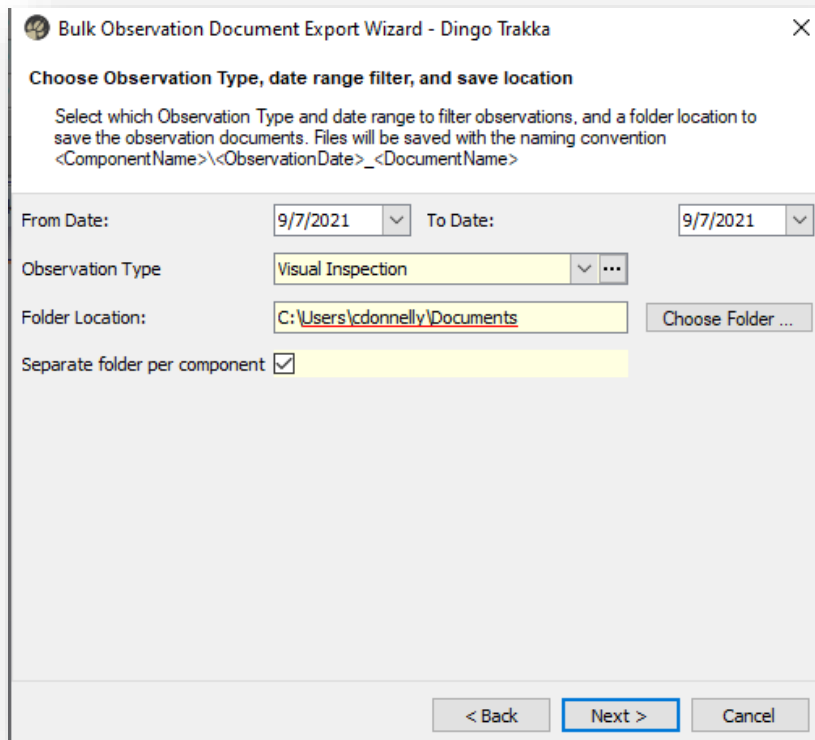 Bulk Observation Document Export Wizard - Dingo Trakka
Choose Observation Type, date range filter, and save location
Select which Observation Type and date range to filter observations, and a folder location to
save the observation documents. Files will be saved with the naming convention
<ComponentName>\<ObservationDate>_<DocumentName>
From Date: 9/7/2021 To Date: 9/7/2021
Observation Type Visual Inspection ...
Folder Location: C:\Users\cdonnelly\Documents Choose Folder ...
Separate folder per component
< Back Next > Cancel